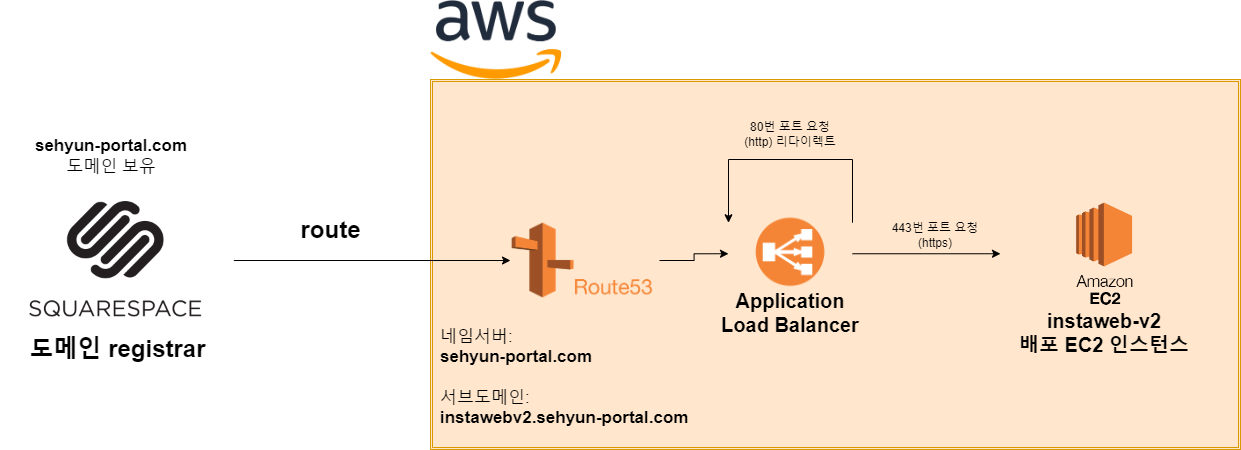 aws
sehyun-portal.com
도메인 보유
SQUARESPACE
도메인 registrar
route
Route53
네임서버:
sehyun-portal.com
서브도메인:
instawebv2.sehyun-portal.com
80번 포트 요청
(http) 리다이렉트
Application
Load Balancer
443번 포트 요청
(https)
Amazon
EC2
instaweb-v2
배포 EC2 인스턴스